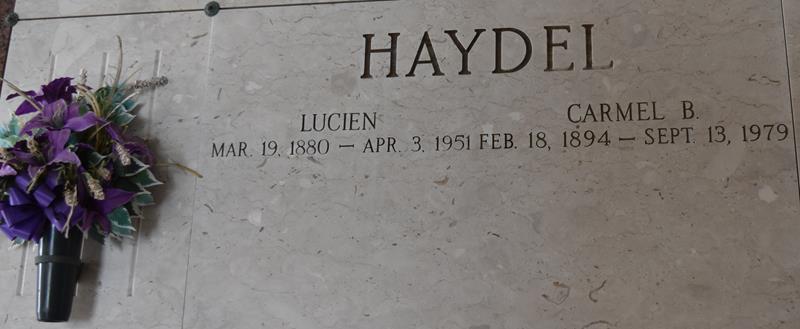 HAYDEL
LUCIEN CARMEL B.
MAR. 19, 1880 — APR. 3, 1951 FEB. 18, 1894 — SEPT. 13, 1979